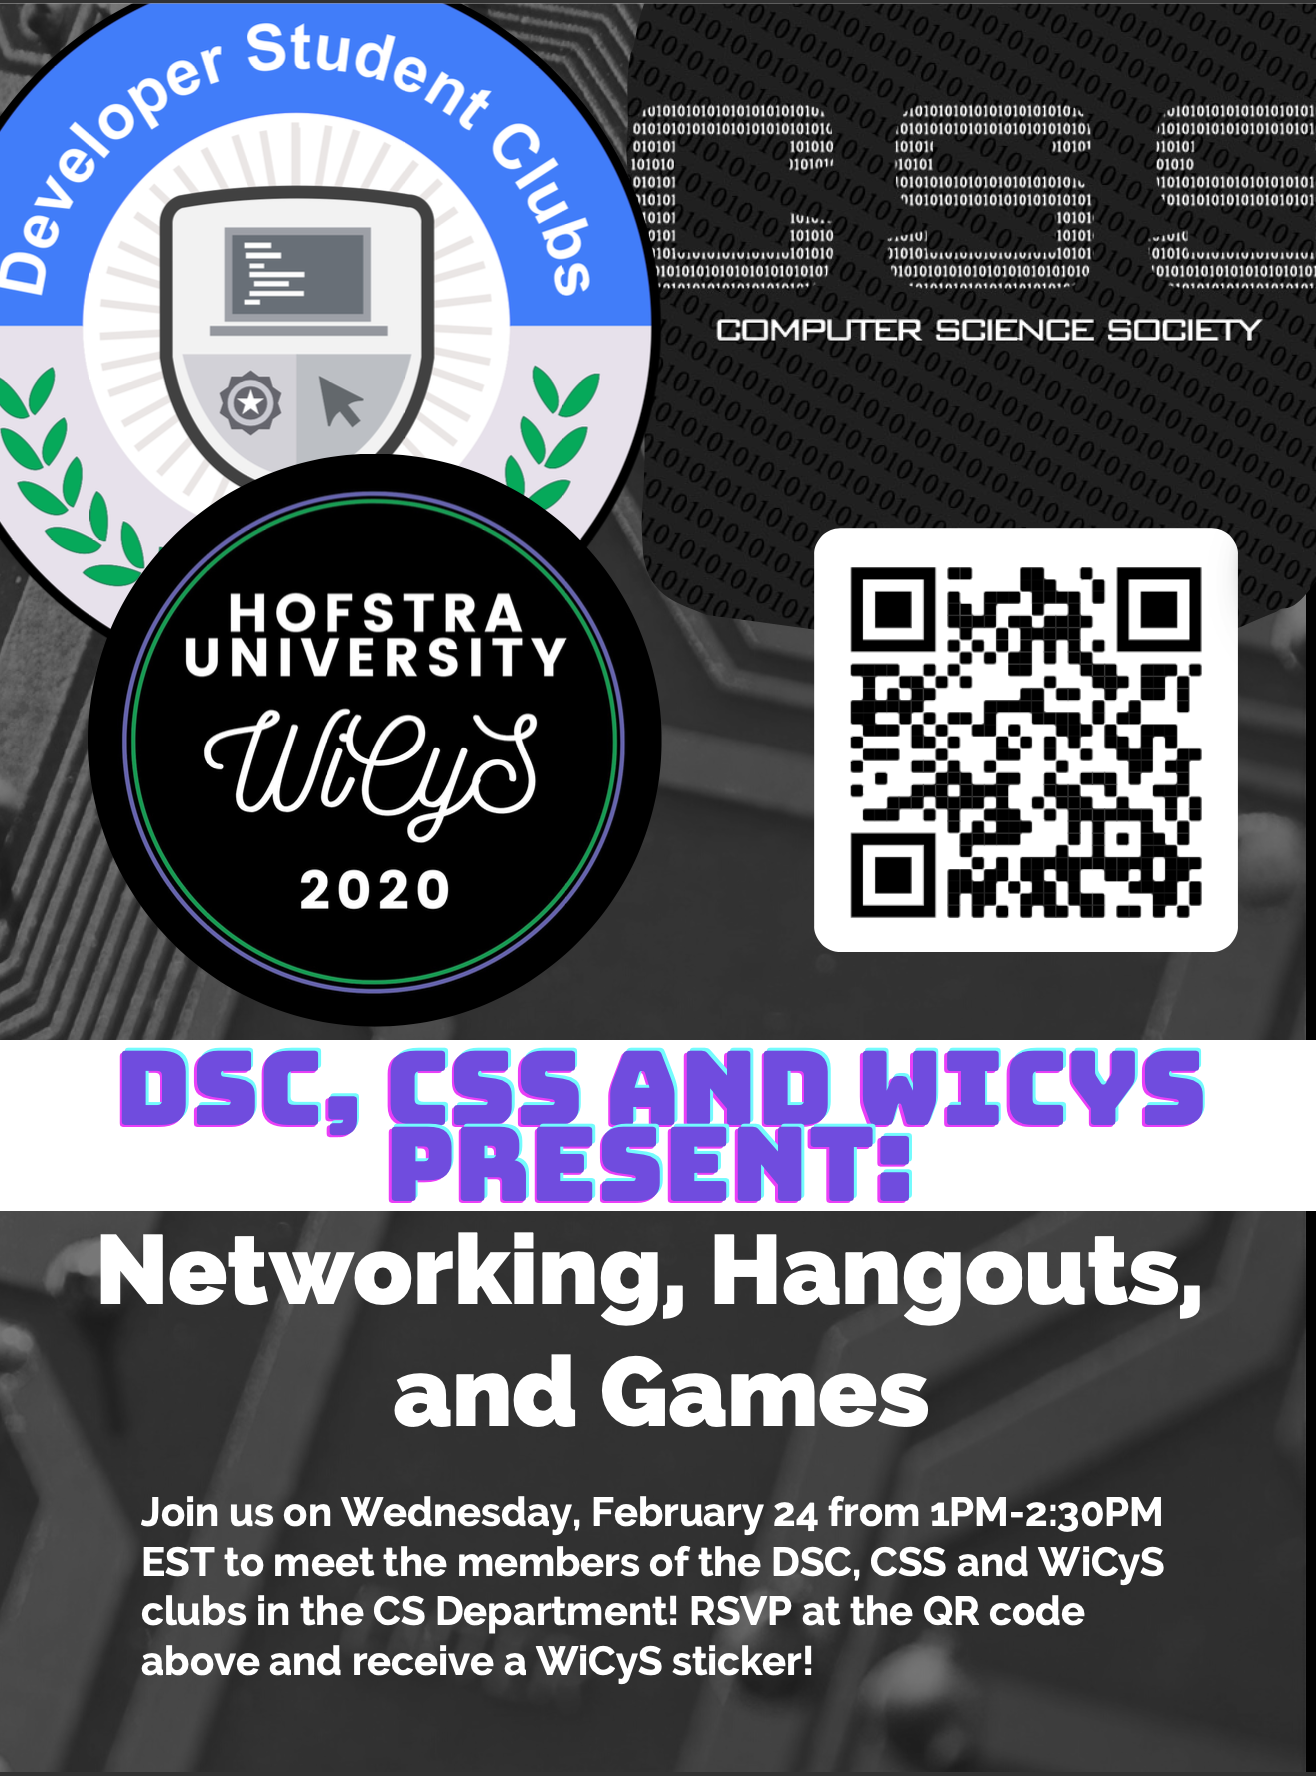 Developer Student Clubs
CSS
COMPUTER SCIENCE SOCIETY
HOFSTRA
UNIVERSITY
WiCyS
2020
DSC, CSS AND WICYS
PRESENT:
Networking, Hangouts,
and Games
Join us on Wednesday, February 24 from 1PM-2:30PM
EST to meet the members of the DSC, CSS and WiCyS
clubs in the CS Department! RSVP at the QR code
above and receive a WiCyS sticker!